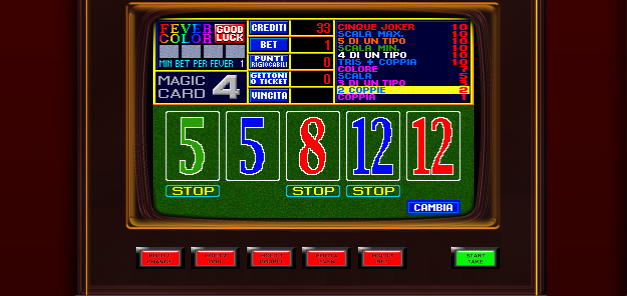 FEVER
COLOR
GOOD
LUCK
MIN BET PER FEVER 1
MAGIC
CARD 4
CREDITI 33
BET 1
PUNTI
RIGIOCABILI 0
GETTONI
O TICKET 0
VINCITA
CINQUE JOKER 10
SCALA MAX. 10
5 DI UN TIPO 10
SCALA MIN. 10
4 DI UN TIPO 10
TRIS + COPPIA 10
COLORE 7
SCALA 5
3 DI UN TIPO
2 COPPIE 2
COPPIA 1
5 5 8 12 12
STOP STOP STOP
CAMBIA
START
TAKE